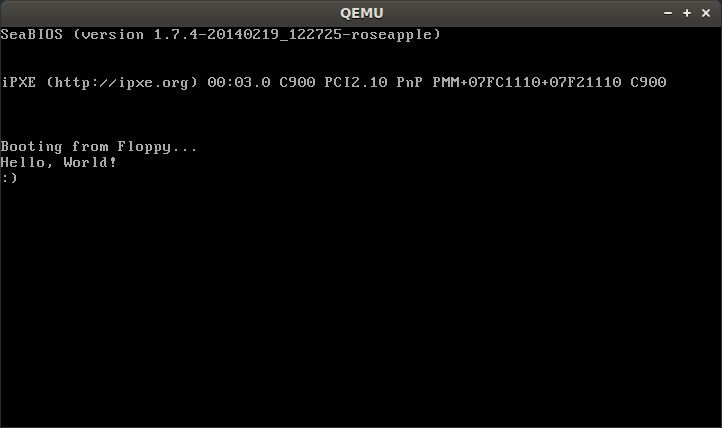 QEMU
SeaBIOS (version 1.7.4-20140219_122725-roseapple)
iPXE (http://ipxe.org) 00:03.0 C900 PCI2.10 PnP PMM+07FC1110+07F21110 C900
Booting from Floppy...
Hello, World!
:)